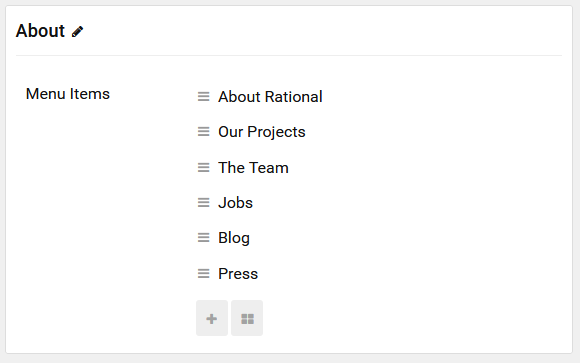 About
Menu Items
About Rational
Our Projects
The Team
Jobs
Blog
Press